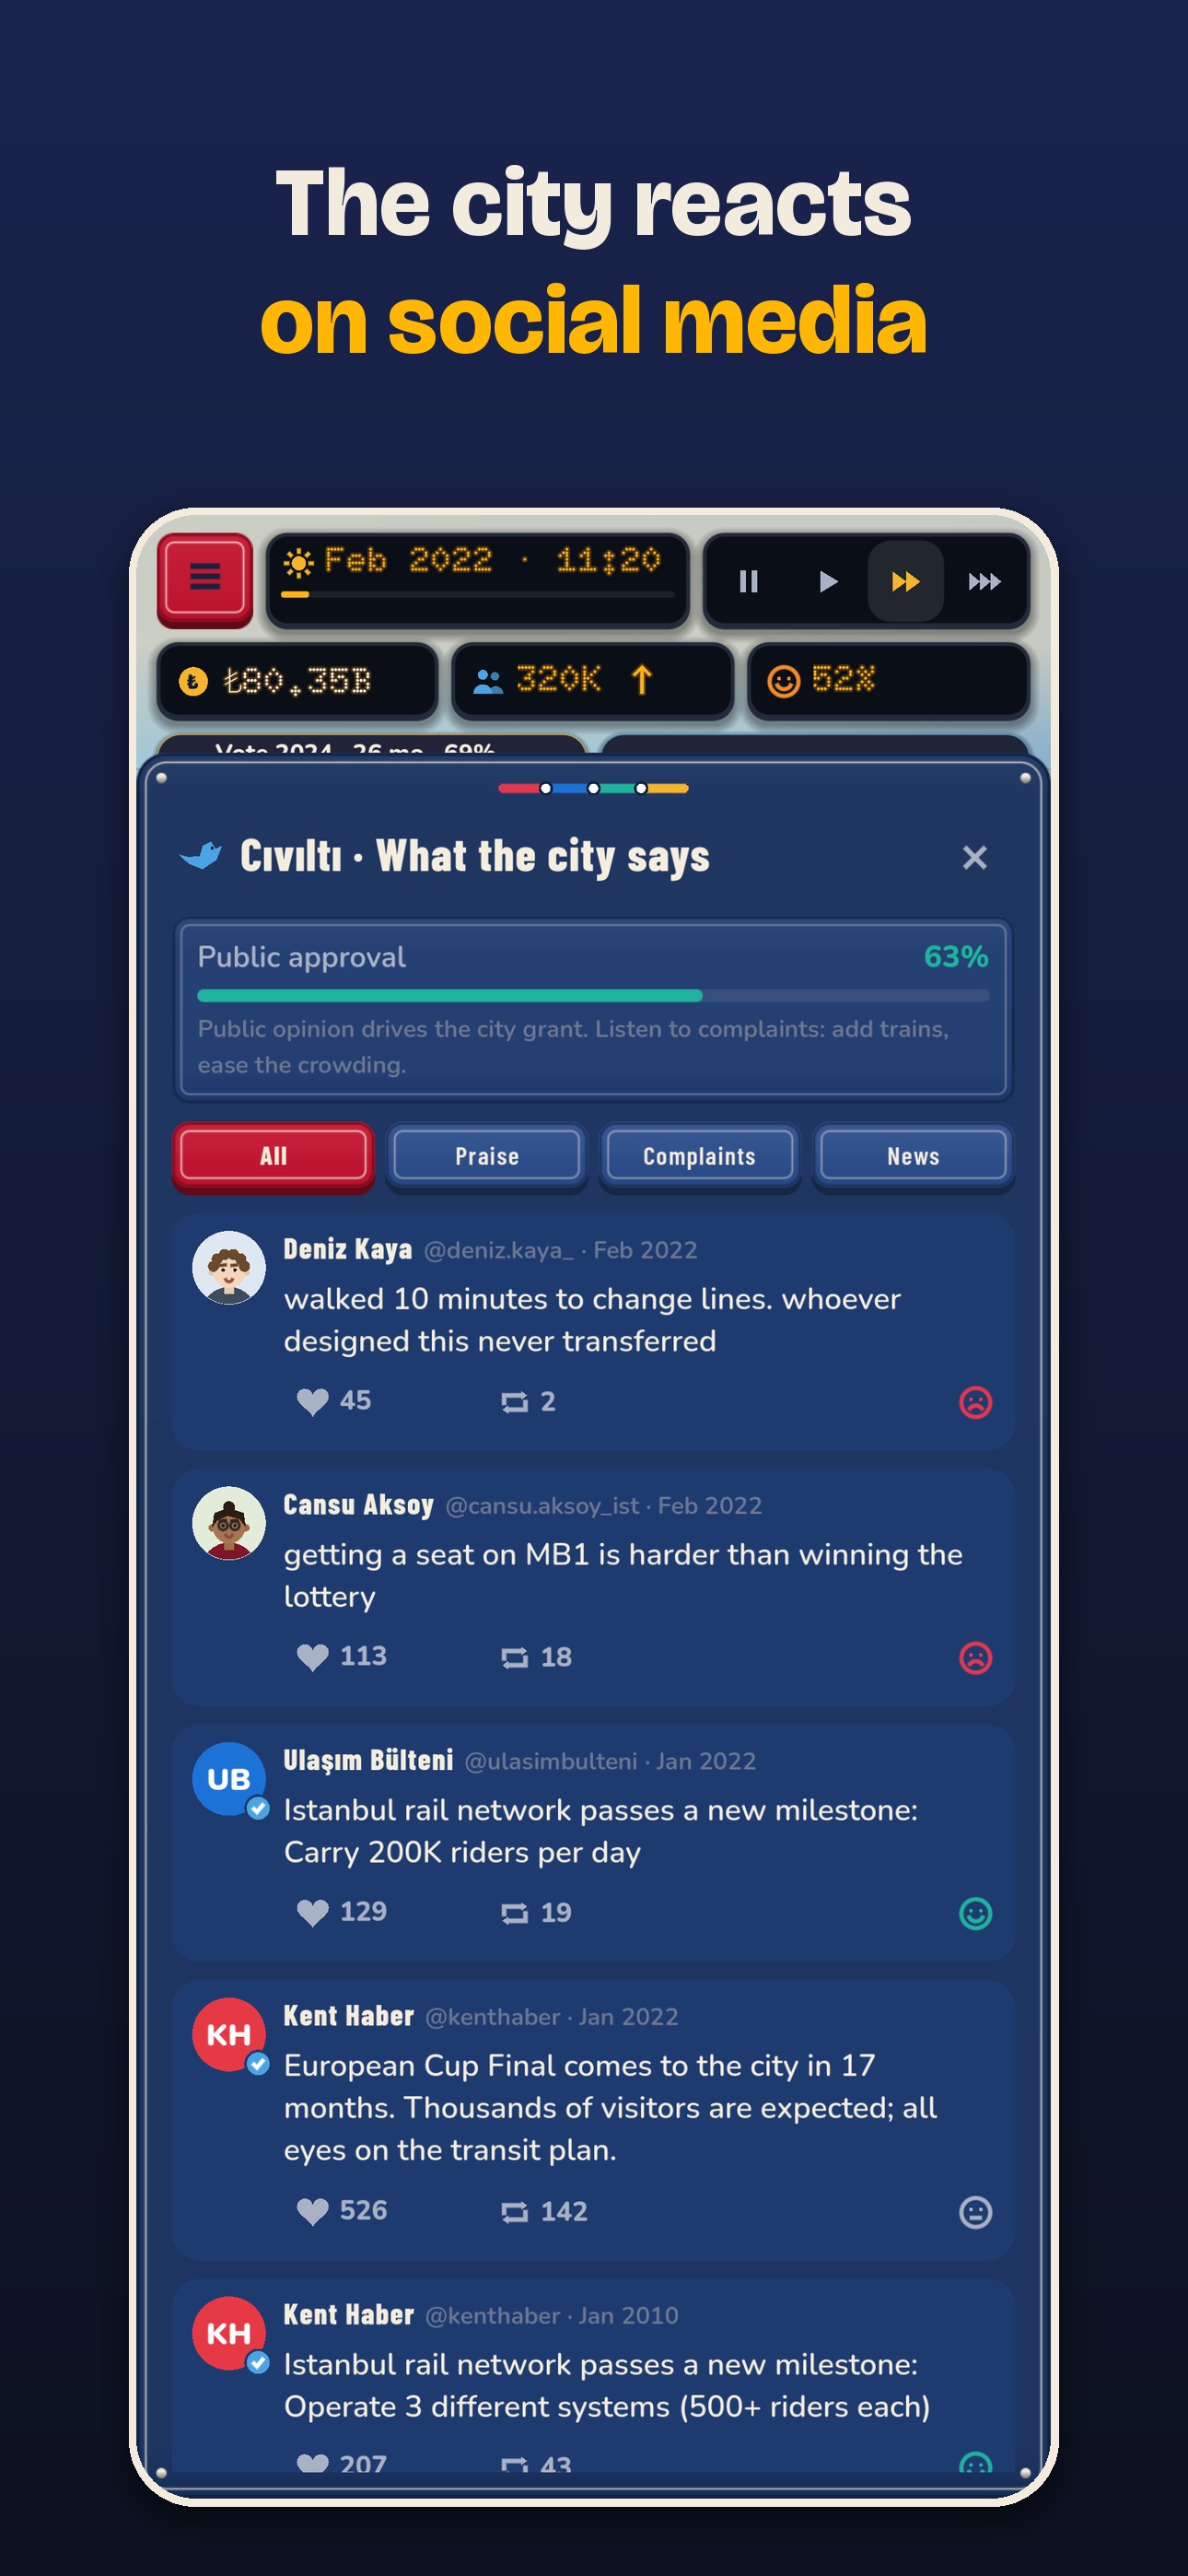 The city reacts
on social media
Feb 2022 · 11:20
₺80.35B
320K ↑
52%
Vote 2024 · 26 mo · 69%
Cıvıltı · What the city says
Public approval
63%
Public opinion drives the city grant. Listen to complaints: add trains,
ease the crowding.
All
Praise
Complaints
News
Deniz Kaya @deniz.kaya_ · Feb 2022
walked 10 minutes to change lines. whoever
designed this never transferred
45
2
Cansu Aksoy @cansu.aksoy_ist · Feb 2022
getting a seat on MB1 is harder than winning the
lottery
113
18
UB
Ulaşım Bülteni @ulasimbulteni · Jan 2022
Istanbul rail network passes a new milestone:
Carry 200K riders per day
129
19
KH
Kent Haber @kenthaber · Jan 2022
European Cup Final comes to the city in 17
months. Thousands of visitors are expected; all
eyes on the transit plan.
526
142
KH
Kent Haber @kenthaber · Jan 2010
Istanbul rail network passes a new milestone:
Operate 3 different systems (500+ riders each)
207
43